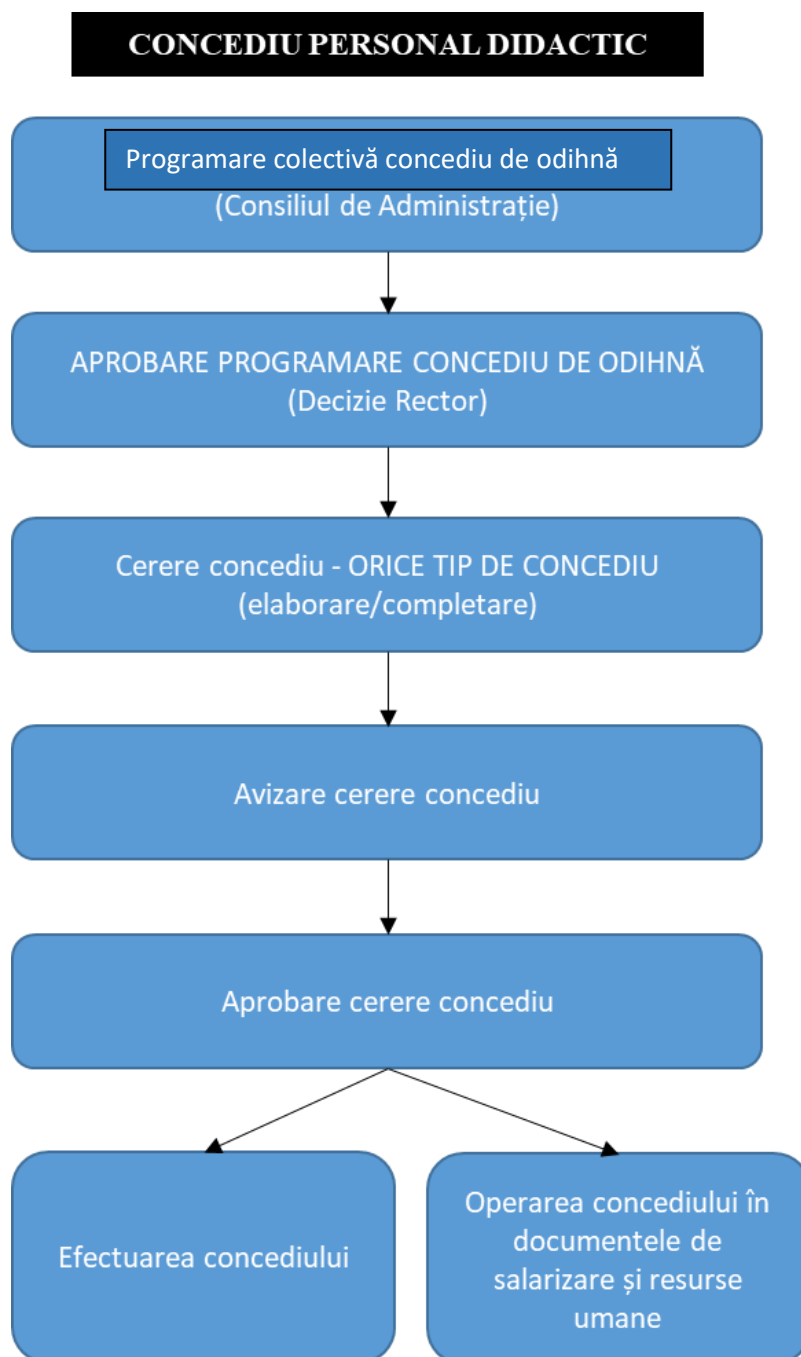 CONCEDIU PERSONAL DIDACTIC
Programare colectivă concediu de odihnă
(Consiliul de Administrație)
APROBARE PROGRAMARE CONCEDIU DE ODIHNĂ
(Decizie Rector)
Cerere concediu - ORICE TIP DE CONCEDIU
(elaborare/completare)
Avizare cerere concediu
Aprobare cerere concediu
Efectuarea concediului
Operarea concediului în
documentele de
salarizare și resurse
umane